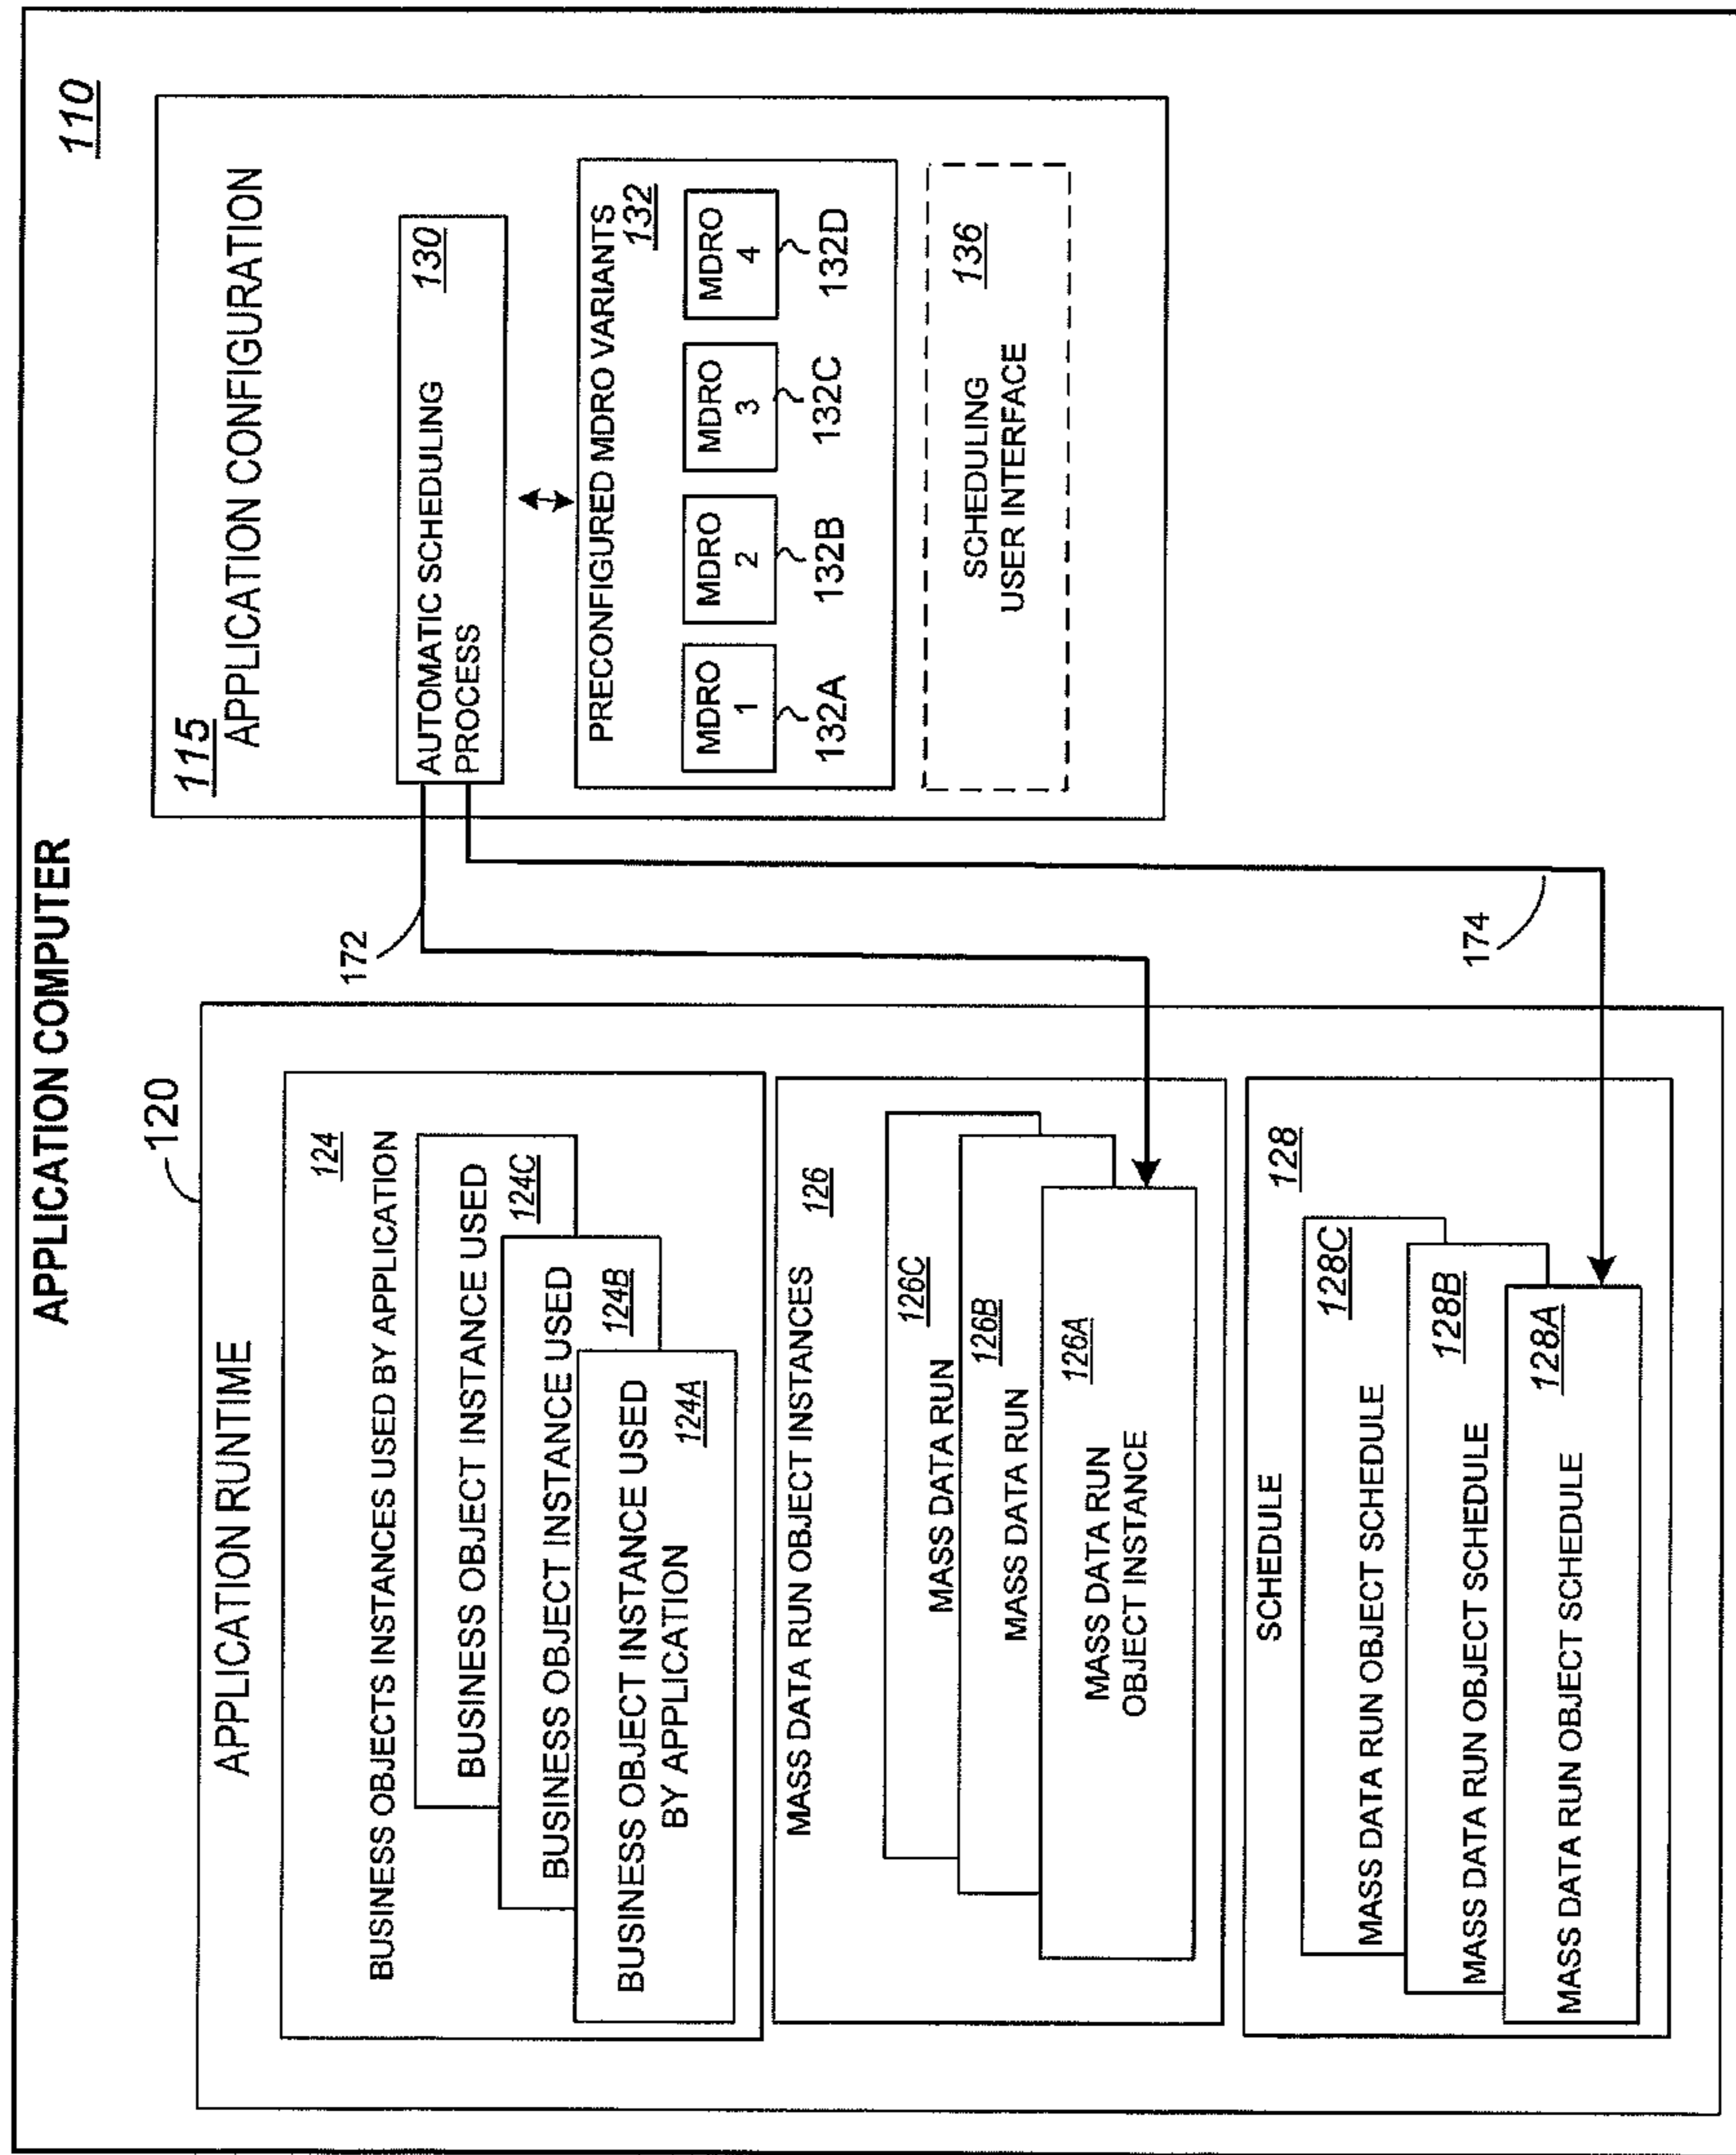 APPLICATION COMPUTER
110
120
APPLICATION RUNTIME
124
BUSINESS OBJECTS INSTANCES USED BY APPLICATION
BUSINESS OBJECT INSTANCE USED
124C
BUSINESS OBJECT INSTANCE USED
124B
BUSINESS OBJECT INSTANCE USED
BY APPLICATION
124A
MASS DATA RUN OBJECT INSTANCES
126
126C
MASS DATA RUN
126B
MASS DATA RUN
126A
MASS DATA RUN
OBJECT INSTANCE
SCHEDULE
128
128C
MASS DATA RUN OBJECT SCHEDULE
128B
MASS DATA RUN OBJECT SCHEDULE
128A
MASS DATA RUN OBJECT SCHEDULE
172
174
115
APPLICATION CONFIGURATION
AUTOMATIC SCHEDULING
PROCESS
130
PRECONFIGURED MDRO VARIANTS
132
MDRO
1
MDRO
2
MDRO
3
MDRO
4
132A
132B
132C
132D
SCHEDULING
USER INTERFACE
136